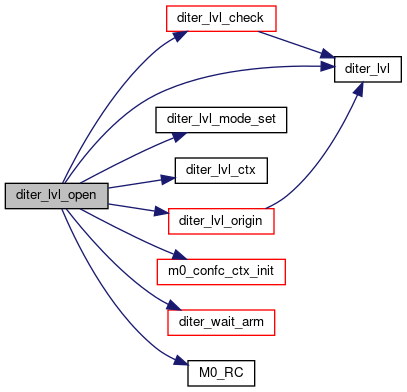 diter_lvl_check
diter_lvl
diter_lvl_mode_set
diter_lvl_ctx
diter_lvl_open
diter_lvl_origin
m0_confc_ctx_init
diter_wait_arm
M0_RC